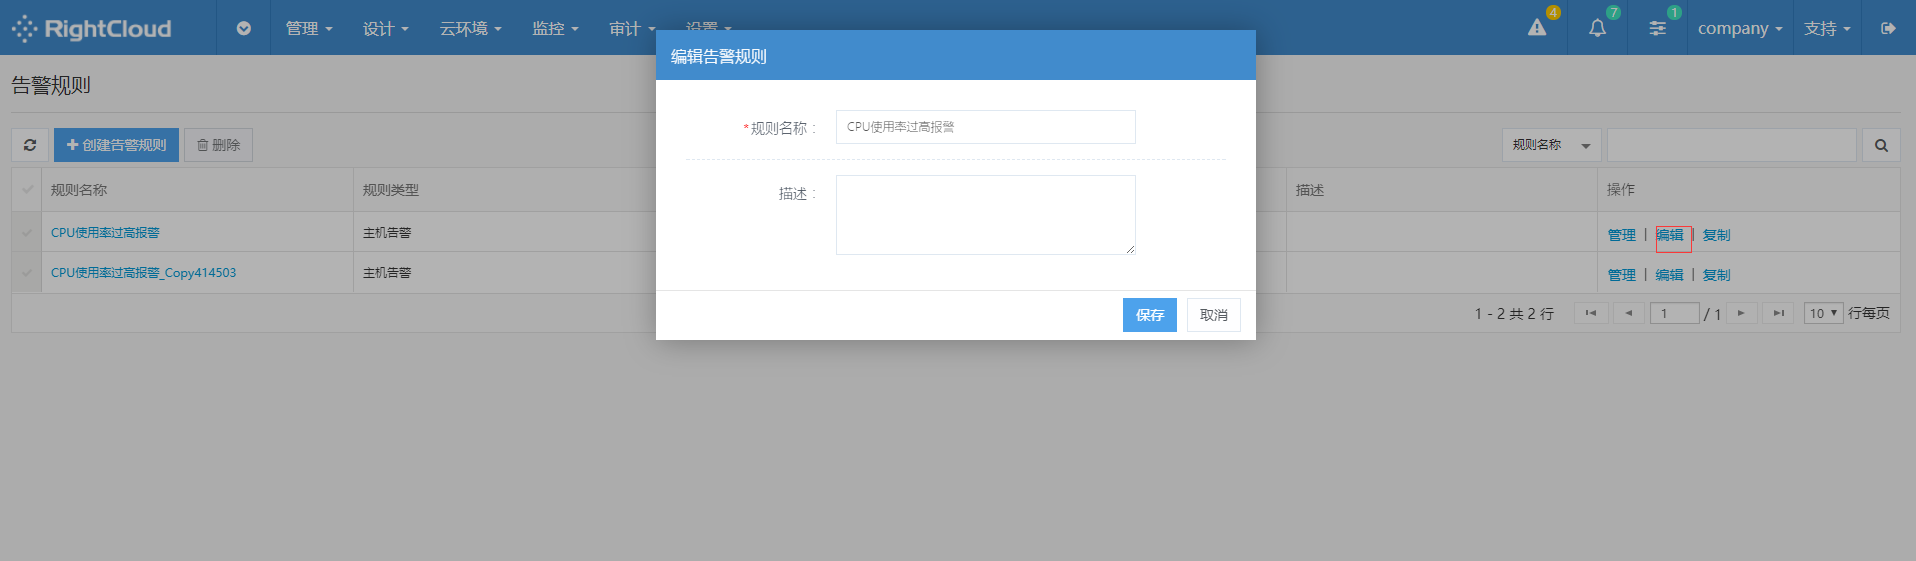 RightCloud 管理 设计 云环境 监控 审计 设置 4 7 1 company 支持
编辑告警规则
告警规则
*规则名称： CPU使用率过高报警
创建告警规则 删除 规则名称
规则名称 规则类型 描述 操作
描述：
CPU使用率过高报警 主机告警 管理 | 编辑 | 复制
CPU使用率过高报警_Copy414503 主机告警 管理 | 编辑 | 复制
1 - 2 共 2 行 1 / 1 10 行每页
保存 取消